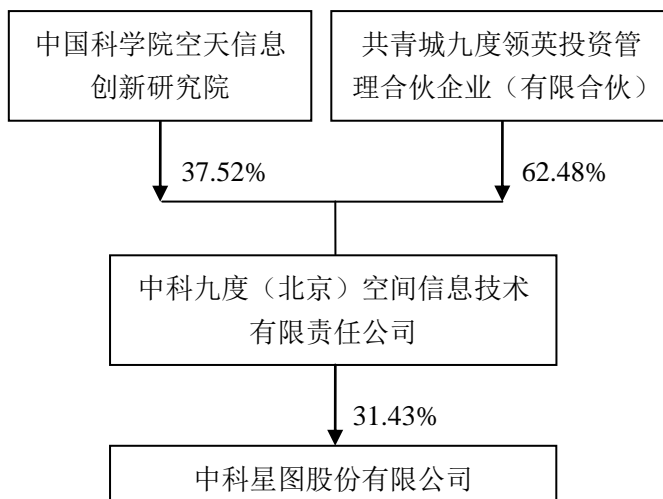 中国科学院空天信息
创新研究院
共青城九度领英投资管
理合伙企业（有限合伙）
37.52%
62.48%
中科九度（北京）空间信息技术
有限责任公司
31.43%
中科星图股份有限公司